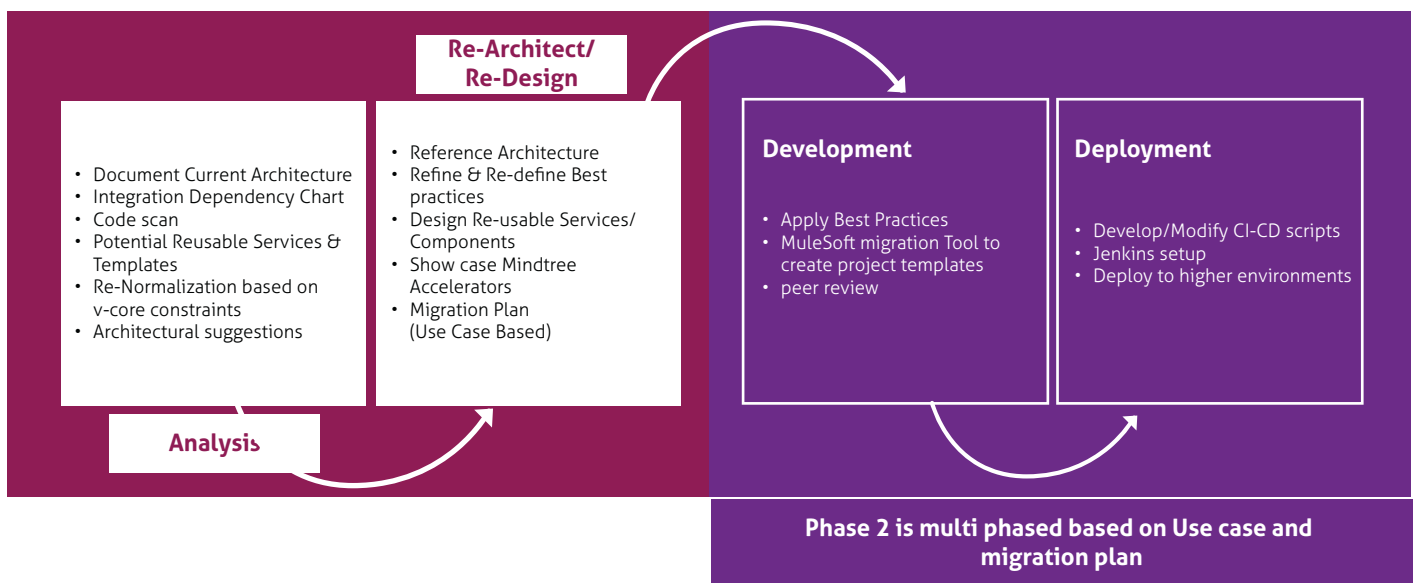 • Document Current Architecture
• Integration Dependency Chart
• Code scan
• Potential Reusable Services &
Templates
• Re-Normalization based on
v-core constraints
• Architectural suggestions
Analysis
Re-Architect/
Re-Design
• Reference Architecture
• Refine & Re-define Best
practices
• Design Re-usable Services/
Components
• Show case Mindtree
Accelerators
• Migration Plan
(Use Case Based)
Development
• Apply Best Practices
• MuleSoft migration Tool to
create project templates
• peer review
Deployment
• Develop/Modify CI-CD scripts
• Jenkins setup
• Deploy to higher environments
Phase 2 is multi phased based on Use case and
migration plan